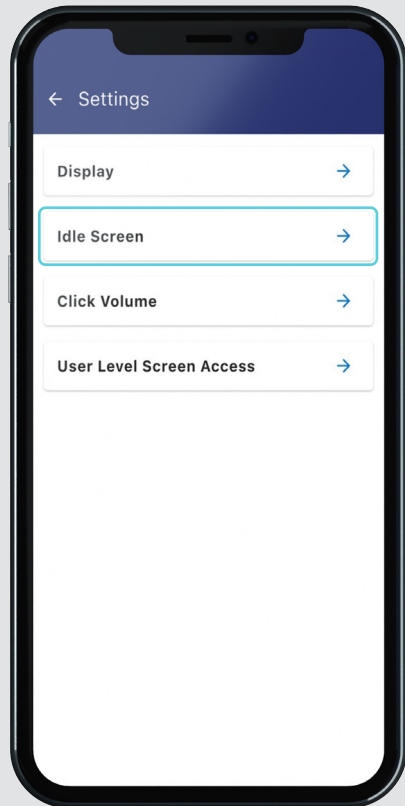 Settings
Display
Idle Screen
Click Volume
User Level Screen Access